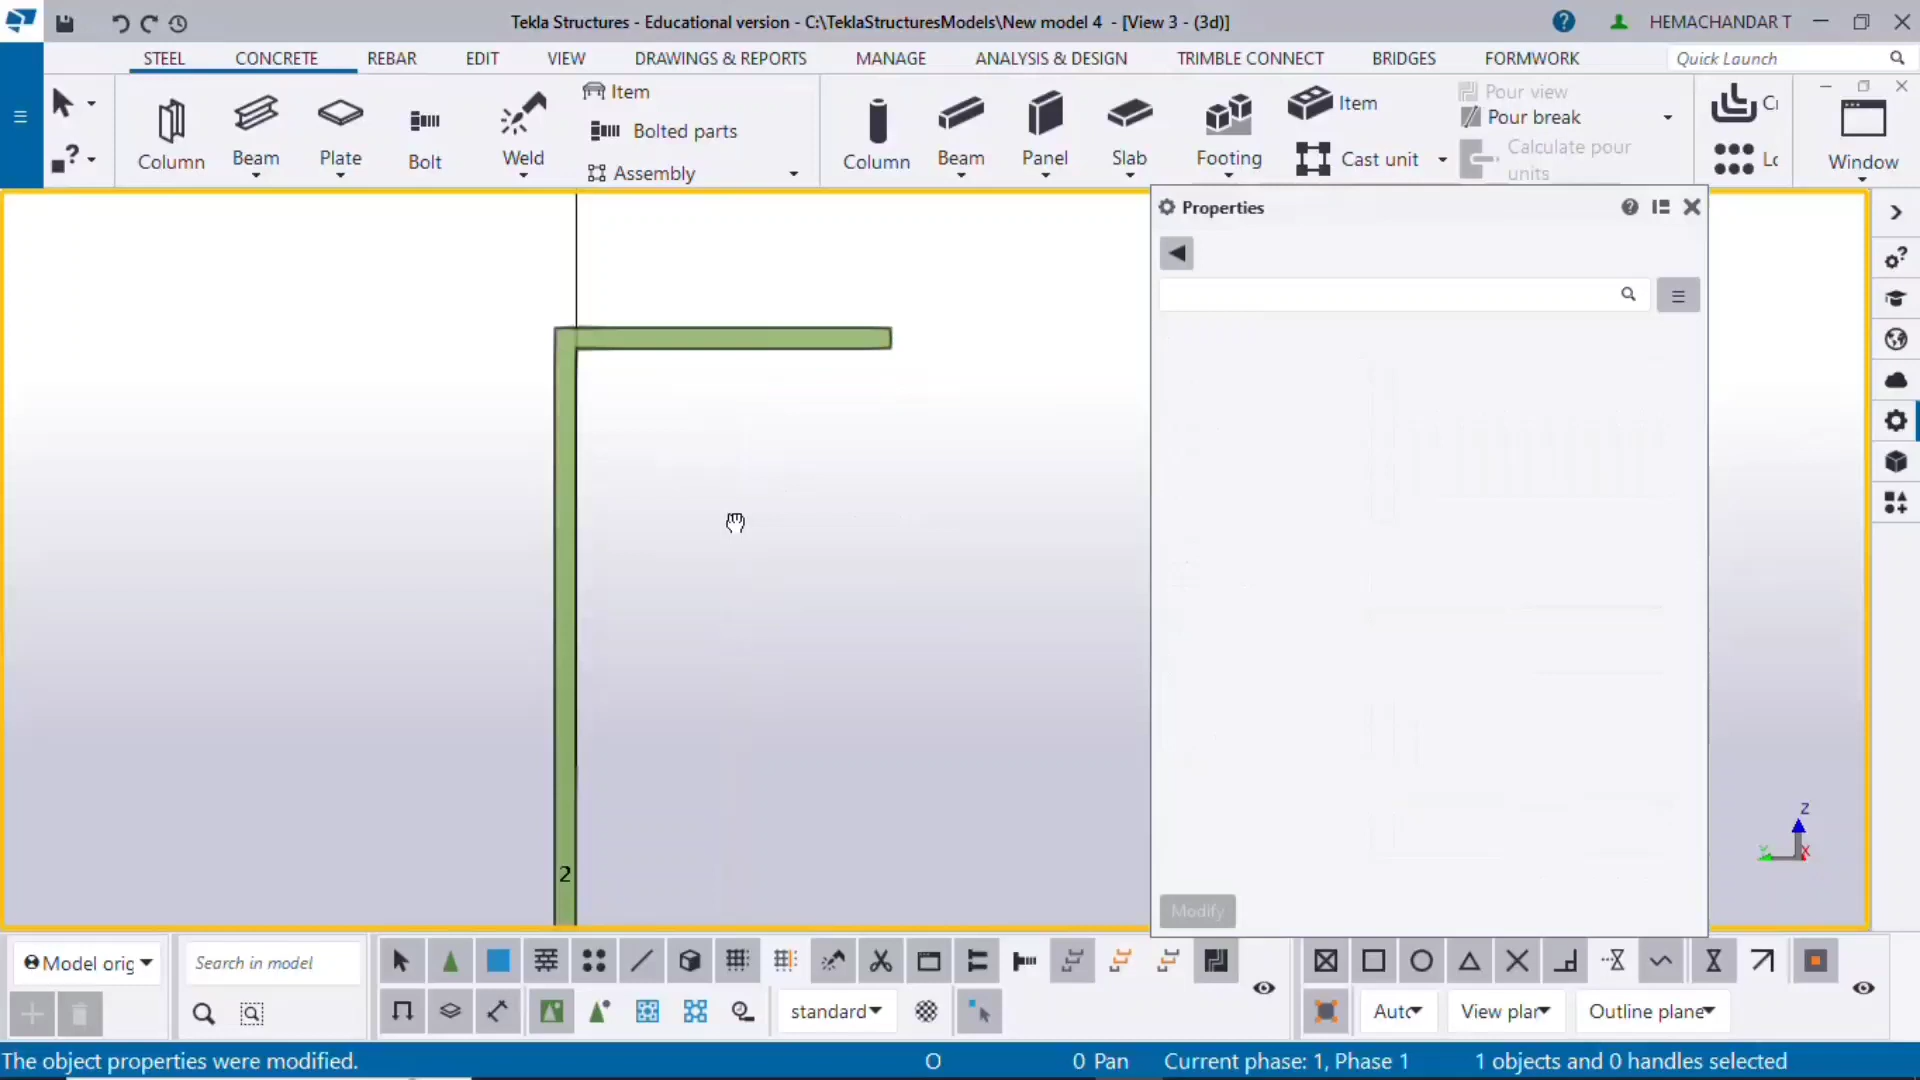 Tekla Structures - Educational version - C:\TeklaStructuresModels\New model 4 - [View 3 - (3d)]
HEMACHANDAR T
STEEL CONCRETE REBAR EDIT VIEW DRAWINGS & REPORTS MANAGE ANALYSIS & DESIGN TRIMBLE CONNECT BRIDGES FORMWORK Quick Launch
Column Beam Plate Bolt Weld
Item
Bolted parts
Assembly
Column Beam Panel Slab Footing
Item
Cast unit
Pour view
Pour break
Calculate pour
units
Window
Properties
2
Modify
Z
X
Model orig
Search in model
standard
Auto
View plan
Outline plane
The object properties were modified.
O
0 Pan
Current phase: 1, Phase 1
1 objects and 0 handles selected